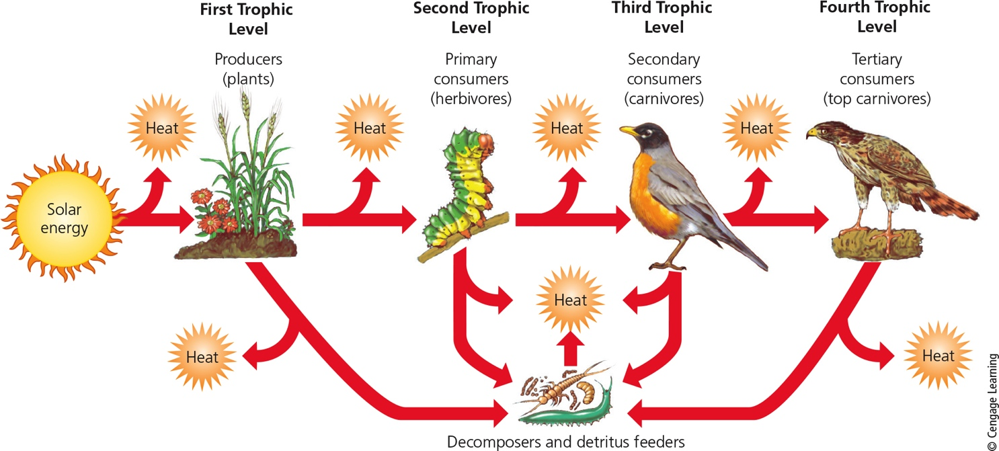 First Trophic
Level
Second Trophic
Level
Third Trophic
Level
Fourth Trophic
Level
Producers
(plants)
Primary
consumers
(herbivores)
Secondary
consumers
(carnivores)
Tertiary
consumers
(top carnivores)
Heat
Heat
Heat
Heat
Solar
energy
Heat
Heat
Heat
Decomposers and detritus feeders
© Cengage Learning